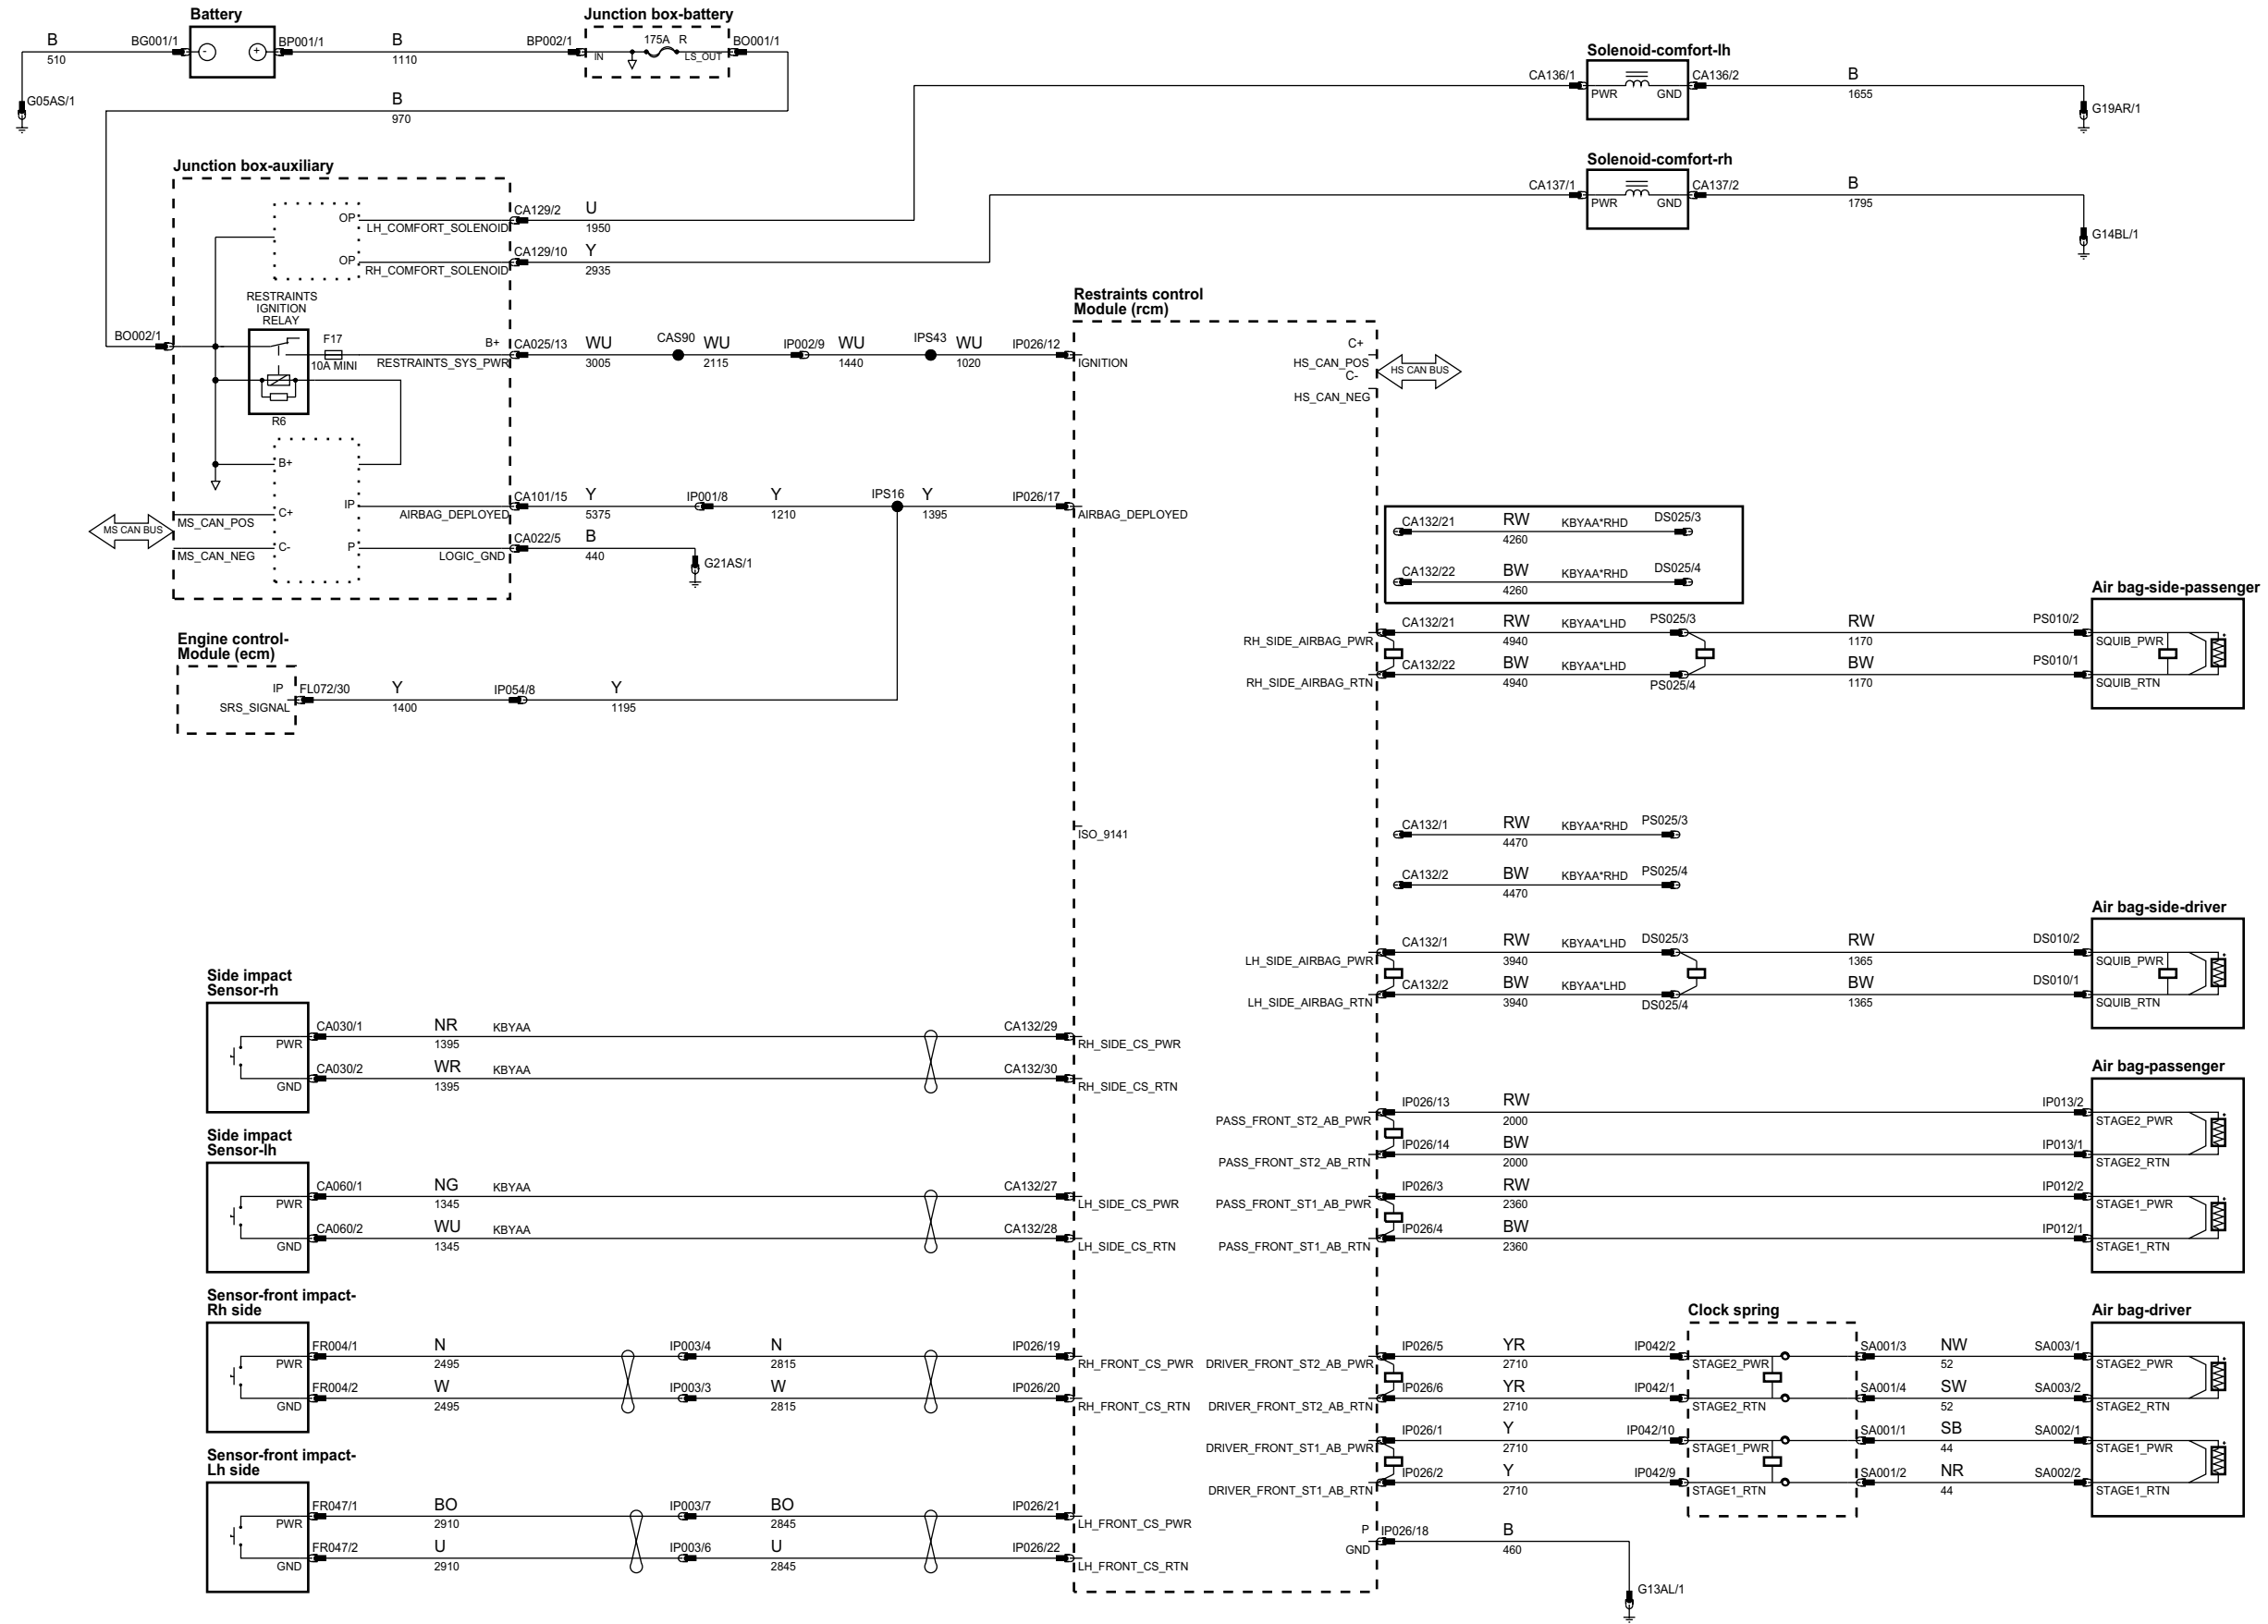 Battery
Junction box-battery
B
510
BG001/1
-
+
BP001/1
B
1110
BP002/1
175A R
IN
LS_OUT
BO001/1
G05AS/1
B
970
Solenoid-comfort-lh
CA136/1
PWR
GND
CA136/2
B
1655
G19AR/1
Solenoid-comfort-rh
CA137/1
PWR
GND
CA137/2
B
1795
G14BL/1
Junction box-auxiliary
OP
LH_COMFORT_SOLENOID
CA129/2
U
1950
OP
RH_COMFORT_SOLENOID
CA129/10
Y
2935
RESTRAINTS
IGNITION
RELAY
BO002/1
F17
10A MINI
R6
B+
RESTRAINTS_SYS_PWR
CA025/13
WU
3005
CAS90
WU
2115
IP002/9
WU
1440
IPS43
WU
1020
IP026/12
Restraints control
Module (rcm)
IGNITION
C+
HS_CAN_POS
C-
HS_CAN_NEG
HS CAN BUS
B+
IP
AIRBAG_DEPLOYED
CA101/15
Y
5375
IP001/8
Y
1210
IPS16
Y
1395
IP026/17
AIRBAG_DEPLOYED
MS CAN BUS
MS_CAN_POS
C+
MS_CAN_NEG
C-
P
LOGIC_GND
CA022/5
B
440
G21AS/1
Engine control-
Module (ecm)
IP
SRS_SIGNAL
FL072/30
Y
1400
IP054/8
Y
1195
CA132/21
RW
4260
KBYAA*RHD
DS025/3
CA132/22
BW
4260
KBYAA*RHD
DS025/4
Air bag-side-passenger
RH_SIDE_AIRBAG_PWR
CA132/21
RW
4940
KBYAA*LHD
PS025/3
RW
1170
PS010/2
SQUIB_PWR
RH_SIDE_AIRBAG_RTN
CA132/22
BW
4940
KBYAA*LHD
PS025/4
BW
1170
PS010/1
SQUIB_RTN
ISO_9141
CA132/1
RW
4470
KBYAA*RHD
PS025/3
CA132/2
BW
4470
KBYAA*RHD
PS025/4
Air bag-side-driver
LH_SIDE_AIRBAG_PWR
CA132/1
RW
3940
KBYAA*LHD
DS025/3
RW
1365
DS010/2
SQUIB_PWR
LH_SIDE_AIRBAG_RTN
CA132/2
BW
3940
KBYAA*LHD
DS025/4
BW
1365
DS010/1
SQUIB_RTN
Side impact
Sensor-rh
PWR
CA030/1
NR
1395
KBYAA
CA132/29
RH_SIDE_CS_PWR
GND
CA030/2
WR
1395
KBYAA
CA132/30
RH_SIDE_CS_RTN
Air bag-passenger
PASS_FRONT_ST2_AB_PWR
IP026/13
RW
2000
IP013/2
STAGE2_PWR
PASS_FRONT_ST2_AB_RTN
IP026/14
BW
2000
IP013/1
STAGE2_RTN
Side impact
Sensor-lh
PWR
CA060/1
NG
1345
KBYAA
CA132/27
LH_SIDE_CS_PWR
GND
CA060/2
WU
1345
KBYAA
CA132/28
LH_SIDE_CS_RTN
PASS_FRONT_ST1_AB_PWR
IP026/3
RW
2360
IP012/2
STAGE1_PWR
PASS_FRONT_ST1_AB_RTN
IP026/4
BW
2360
IP012/1
STAGE1_RTN
Sensor-front impact-
Rh side
PWR
FR004/1
N
2495
IP003/4
N
2815
IP026/19
RH_FRONT_CS_PWR
GND
FR004/2
W
2495
IP003/3
W
2815
IP026/20
RH_FRONT_CS_RTN
Clock spring
Air bag-driver
DRIVER_FRONT_ST2_AB_PWR
IP026/5
YR
2710
IP042/2
STAGE2_PWR
SA001/3
NW
52
SA003/1
STAGE2_PWR
DRIVER_FRONT_ST2_AB_RTN
IP026/6
YR
2710
IP042/1
STAGE2_RTN
SA001/4
SW
52
SA003/2
STAGE2_RTN
DRIVER_FRONT_ST1_AB_PWR
IP026/1
Y
2710
IP042/10
STAGE1_PWR
SA001/1
SB
44
SA002/1
STAGE1_PWR
DRIVER_FRONT_ST1_AB_RTN
IP026/2
Y
2710
IP042/9
STAGE1_RTN
SA001/2
NR
44
SA002/2
STAGE1_RTN
Sensor-front impact-
Lh side
PWR
FR047/1
BO
2910
IP003/7
BO
2845
IP026/21
LH_FRONT_CS_PWR
GND
FR047/2
U
2910
IP003/6
U
2845
IP026/22
LH_FRONT_CS_RTN
P
GND
IP026/18
B
460
G13AL/1